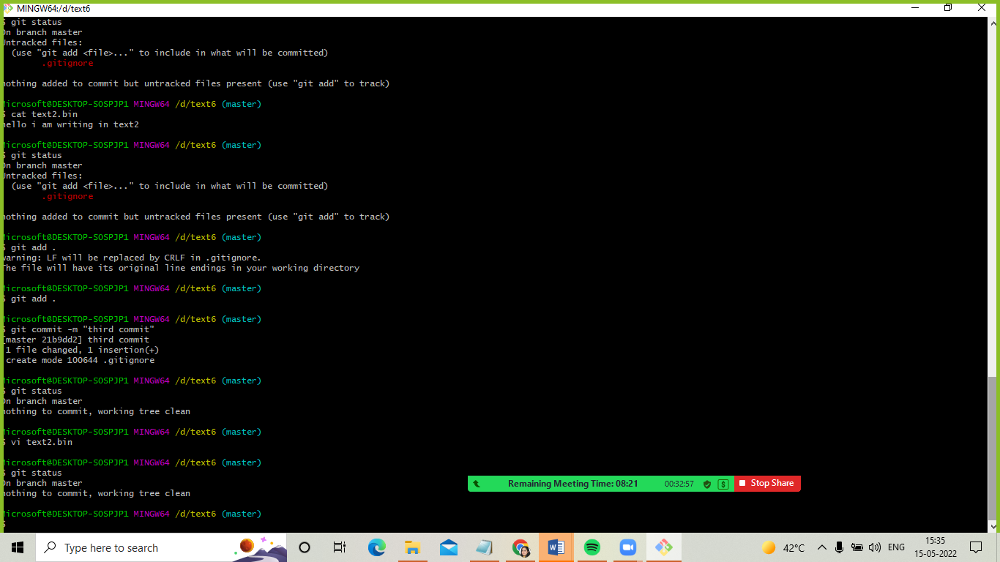 MINGW64:/d/text6
$ git status
On branch master
Untracked files:
  (use "git add <file>..." to include in what will be committed)
        .gitignore
nothing added to commit but untracked files present (use "git add" to track)
Microsoft@DESKTOP-SOSPJP1 MINGW64 /d/text6 (master)
$ cat text2.bin
hello i am writing in text2
Microsoft@DESKTOP-SOSPJP1 MINGW64 /d/text6 (master)
$ git status
On branch master
Untracked files:
  (use "git add <file>..." to include in what will be committed)
        .gitignore
nothing added to commit but untracked files present (use "git add" to track)
Microsoft@DESKTOP-SOSPJP1 MINGW64 /d/text6 (master)
$ git add .
warning: LF will be replaced by CRLF in .gitignore.
The file will have its original line endings in your working directory
Microsoft@DESKTOP-SOSPJP1 MINGW64 /d/text6 (master)
$ git add .
Microsoft@DESKTOP-SOSPJP1 MINGW64 /d/text6 (master)
$ git commit -m "third commit"
[master 21b9dd2] third commit
 1 file changed, 1 insertion(+)
 create mode 100644 .gitignore
Microsoft@DESKTOP-SOSPJP1 MINGW64 /d/text6 (master)
$ git status
On branch master
nothing to commit, working tree clean
Microsoft@DESKTOP-SOSPJP1 MINGW64 /d/text6 (master)
$ vi text2.bin
Microsoft@DESKTOP-SOSPJP1 MINGW64 /d/text6 (master)
$ git status
On branch master
nothing to commit, working tree clean
Microsoft@DESKTOP-SOSPJP1 MINGW64 /d/text6 (master)
$
Remaining Meeting Time: 08:21 00:32:57 $ Stop Share
Type here to search
42°C ENG
15:35
15-05-2022